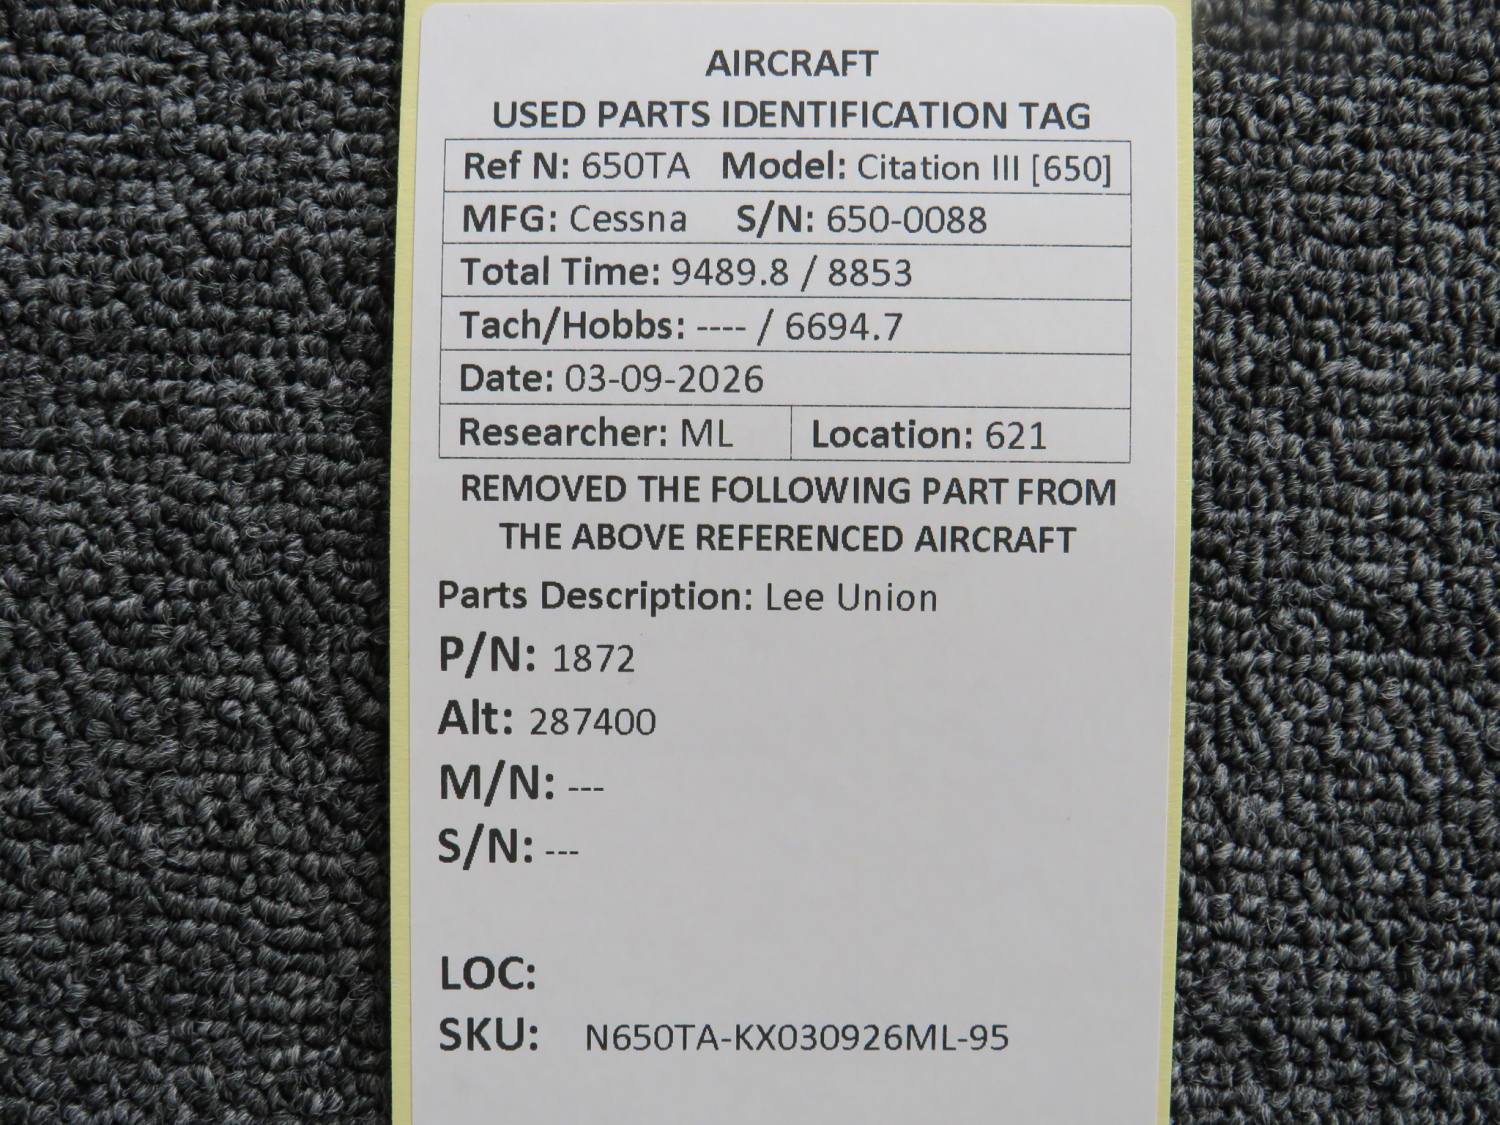 AIRCRAFT
USED PARTS IDENTIFICATION TAG
Ref N: 650TA Model: Citation III [650]
MFG: Cessna S/N: 650-0088
Total Time: 9489.8 / 8853
Tach/Hobbs: ---- / 6694.7
Date: 03-09-2026
Researcher: ML Location: 621
REMOVED THE FOLLOWING PART FROM
THE ABOVE REFERENCED AIRCRAFT
Parts Description: Lee Union
P/N: 1872
Alt: 287400
M/N: ---
S/N: ---
LOC:
SKU: N650TA-KX030926ML-95